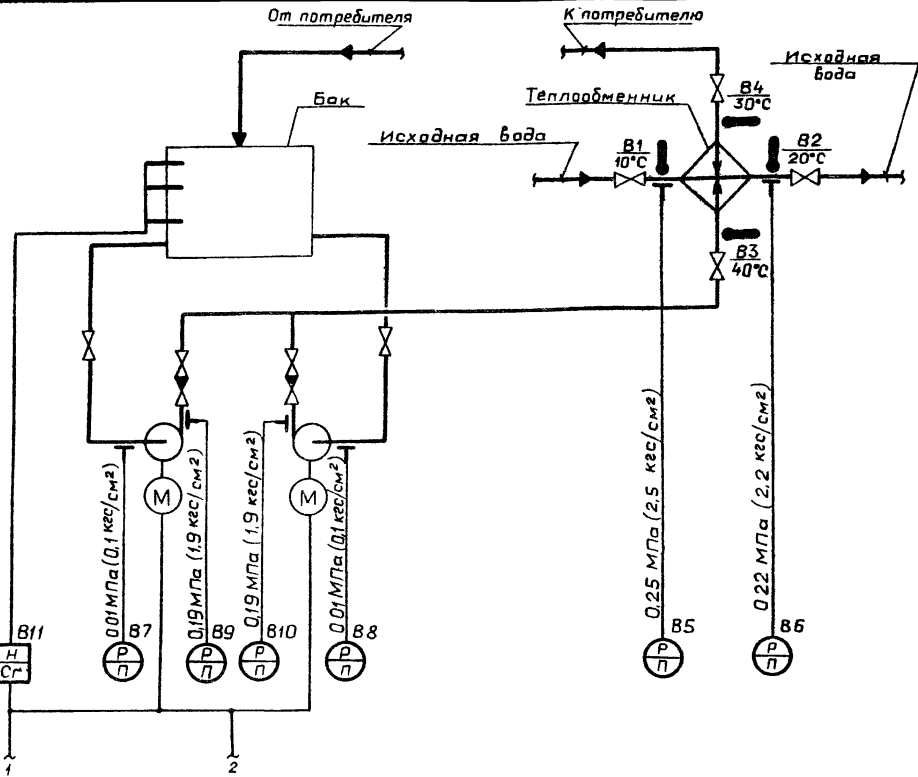 От потребителя
К потребителю
Исходная
вода
Бак
Теплообменник
В4
30°С
Исходная вода
В1
10°С
В2
20°С
В3
40°С
0,01 МПа (0,1 кгс/см²)
0,19 МПа (1,9 кгс/см²)
0,19 МПа (1,9 кгс/см²)
0,01 МПа (0,1 кгс/см²)
0,25 МПа (2,5 кгс/см²)
0,22 МПа (2,2 кгс/см²)
М
М
В11
Н
Сг
В7
Р
П
В9
Р
П
В10
Р
П
В8
Р
П
В5
Р
П
В6
Р
П
1
2